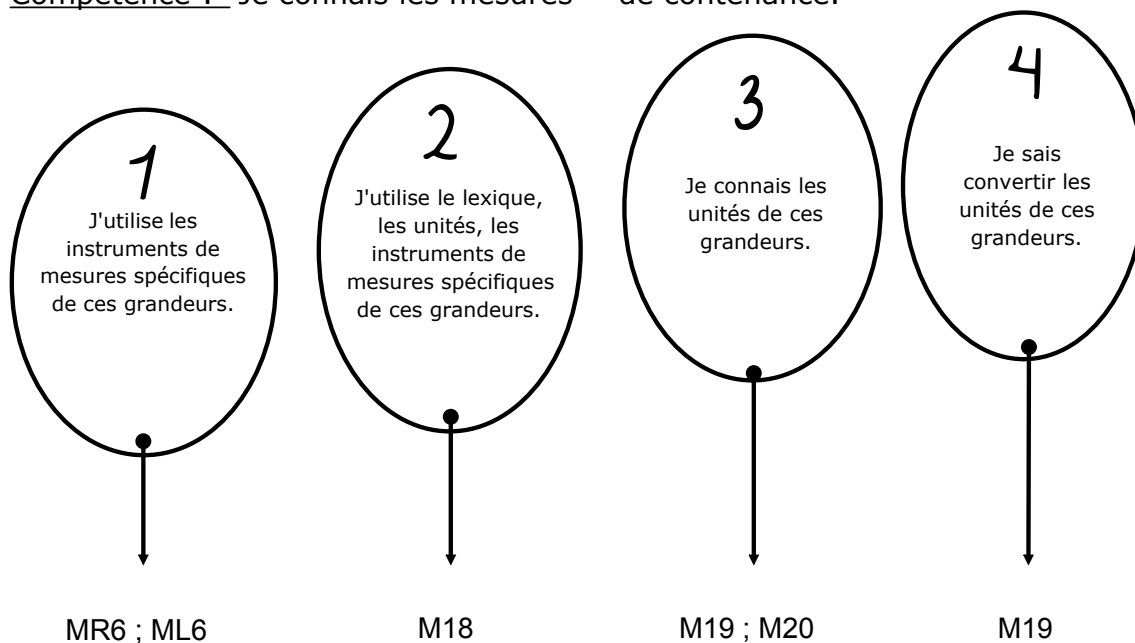 Compétence : Je connais les mesures de contenance.
1
J'utilise les
instruments de
mesures spécifiques
de ces grandeurs.
2
J'utilise le lexique,
les unités, les
instruments de
mesures spécifiques
de ces grandeurs.
3
Je connais les
unités de ces
grandeurs.
4
Je sais
convertir les
unités de ces
grandeurs.
MR6 ; ML6
M18
M19 ; M20
M19